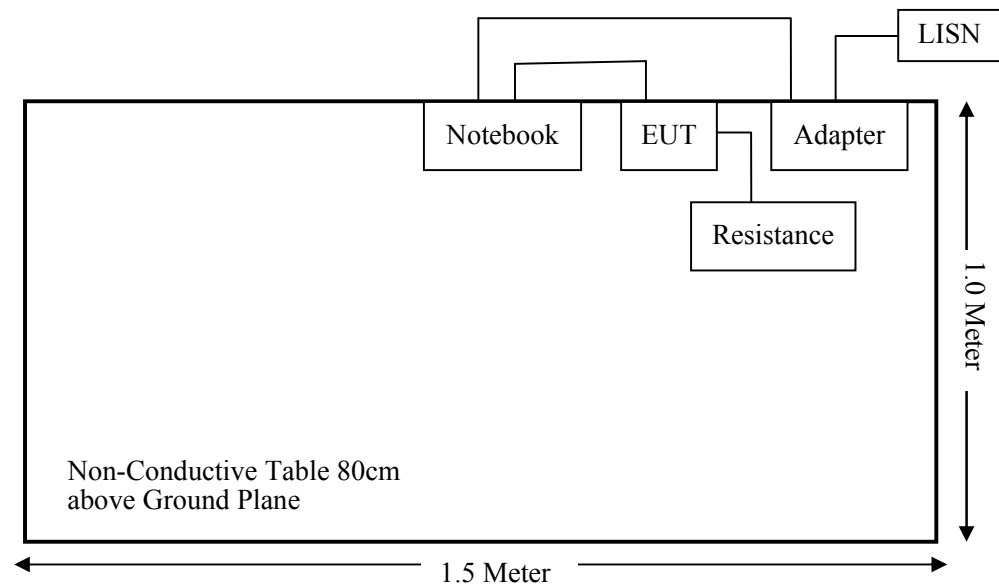 LISN
Notebook
EUT
Adapter
Resistance
1.0 Meter
Non-Conductive Table 80cm
above Ground Plane
1.5 Meter